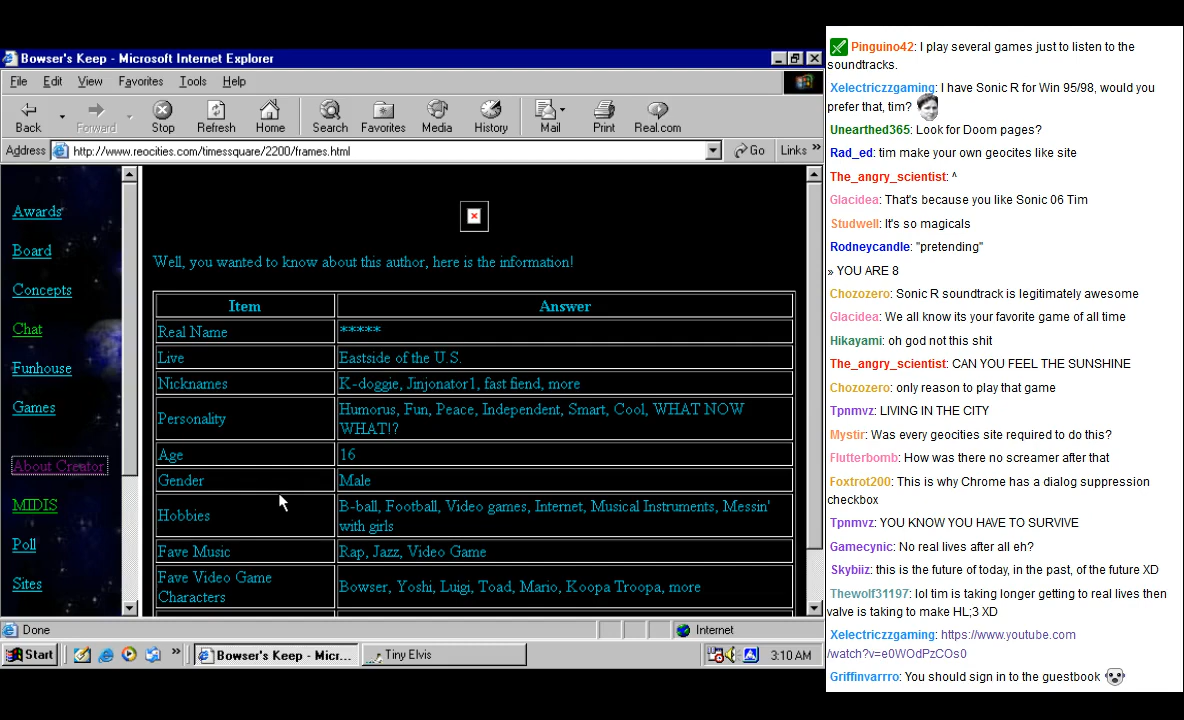 Bowser's Keep - Microsoft Internet Explorer
File Edit View Favorites Tools Help
Back Forward Stop Refresh Home Search Favorites Media History Mail Print Real.com
Address http://www.reocities.com/timessquare/2200/frames.html Go Links »
Awards
Board
Concepts
Chat
Funhouse
Games
About Creator
MIDIS
Poll
Sites
Well, you wanted to know about this author, here is the information!
Item Answer
Real Name *****
Live Eastside of the U.S.
Nicknames K-doggie, Jinjonator1, fast fiend, more
Personality Humorus, Fun, Peace, Independent, Smart, Cool, WHAT NOW
WHAT!?
Age 16
Gender Male
Hobbies B-ball, Football, Video games, Internet, Musical Instruments, Messin'
with girls
Fave Music Rap, Jazz, Video Game
Fave Video Game
Characters Bowser, Yoshi, Luigi, Toad, Mario, Koopa Troopa, more
Done Internet
Start » Bowser's Keep - Micr... Tiny Elvis 3:10 AM
Pinguino42: I play several games just to listen to the
soundtracks.
Xelectriczzgaming: I have Sonic R for Win 95/98, would you
prefer that, tim?
Unearthed365: Look for Doom pages?
Rad_ed: tim make your own geocites like site
The_angry_scientist: ^
Glacidea: That's because you like Sonic 06 Tim
Studwell: It's so magicals
Rodneycandle: "pretending"
» YOU ARE 8
Chozozero: Sonic R soundtrack is legitimately awesome
Glacidea: We all know its your favorite game of all time
Hikayami: oh god not this shit
The_angry_scientist: CAN YOU FEEL THE SUNSHINE
Chozozero: only reason to play that game
Tpnmvz: LIVING IN THE CITY
Mystir: Was every geocities site required to do this?
Flutterbomb: How was there no screamer after that
Foxtrot200: This is why Chrome has a dialog suppression
checkbox
Tpnmvz: YOU KNOW YOU HAVE TO SURVIVE
Gamecynic: No real lives after all eh?
Skybiiz: this is the future of today, in the past, of the future XD
Thewolf31197: lol tim is taking longer getting to real lives then
valve is taking to make HL;3 XD
Xelectriczzgaming: https://www.youtube.com
/watch?v=e0WOdPzCOs0
Griffinvarrro: You should sign in to the guestbook